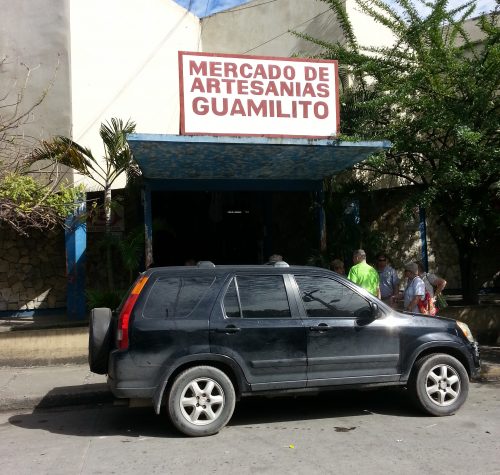 MERCADO DE
ARTESANIAS
GUAMILITO